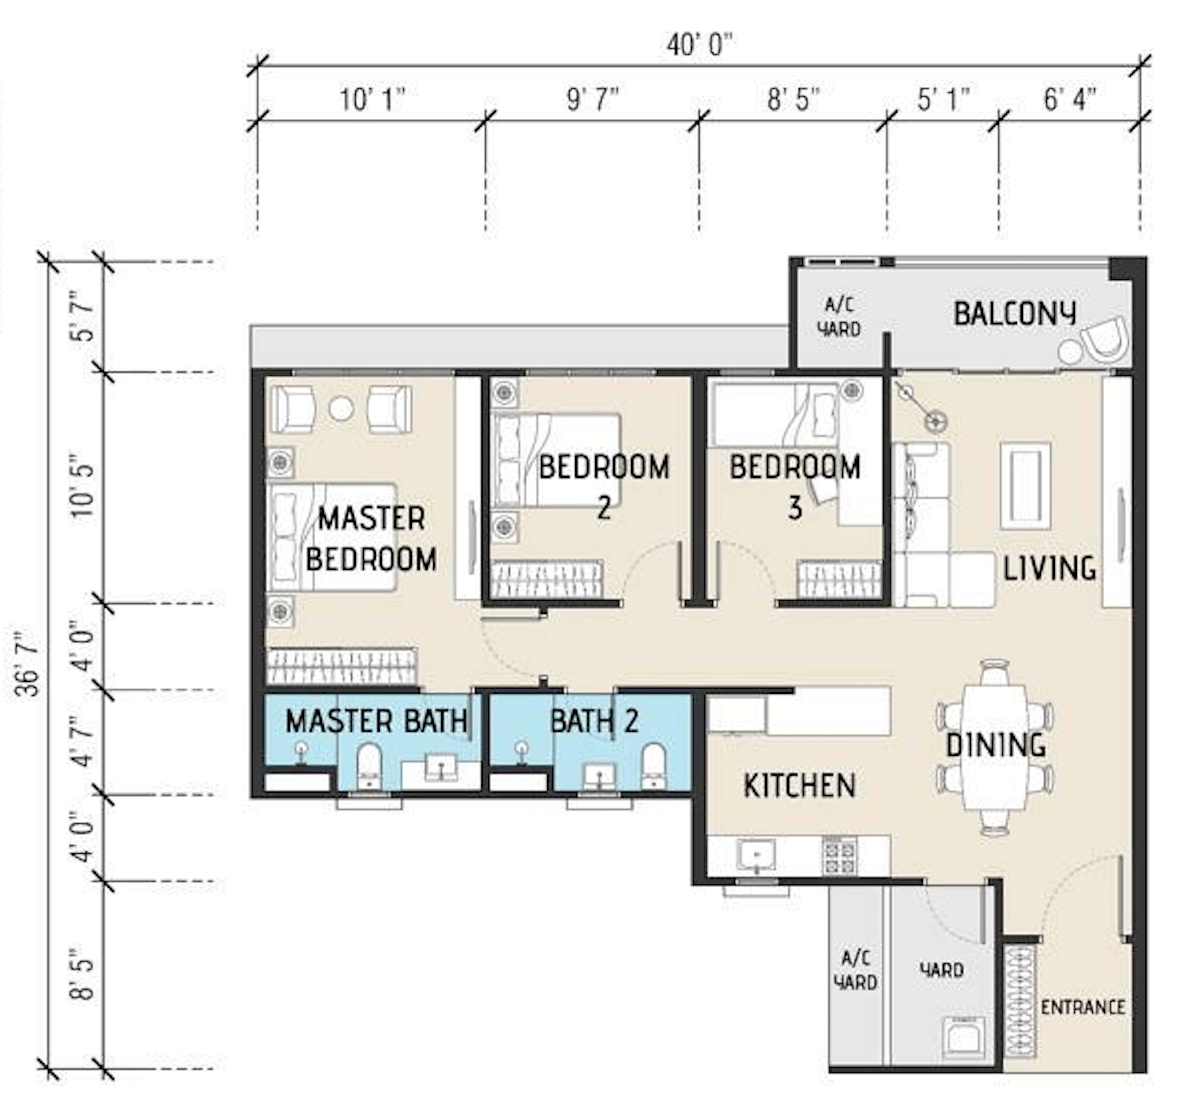 40' 0"
10' 1"
9' 7"
8' 5"
5' 1"
6' 4"
36' 7"
5' 7"
10' 5"
4' 0"
4' 7"
4' 0"
8' 5"
A/C
YARD
BALCONY
MASTER
BEDROOM
BEDROOM
2
BEDROOM
3
LIVING
MASTER BATH
BATH 2
DINING
KITCHEN
A/C
YARD
YARD
ENTRANCE